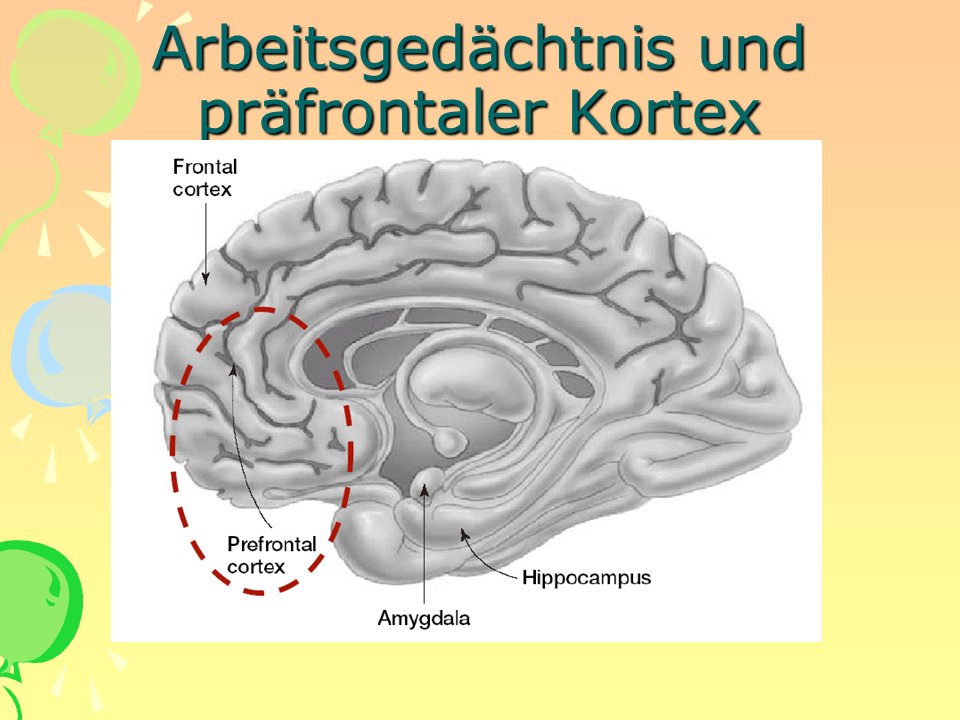 Arbeitsgedächtnis und
präfrontaler Kortex
Frontal
cortex
Prefrontal
cortex
Hippocampus
Amygdala